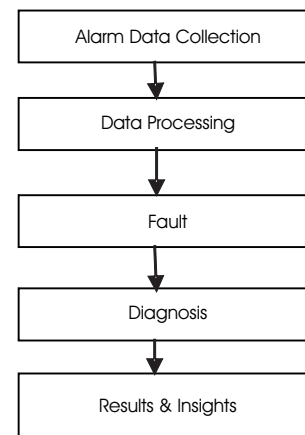 Alarm Data Collection
Data Processing
Fault
Diagnosis
Results & Insights